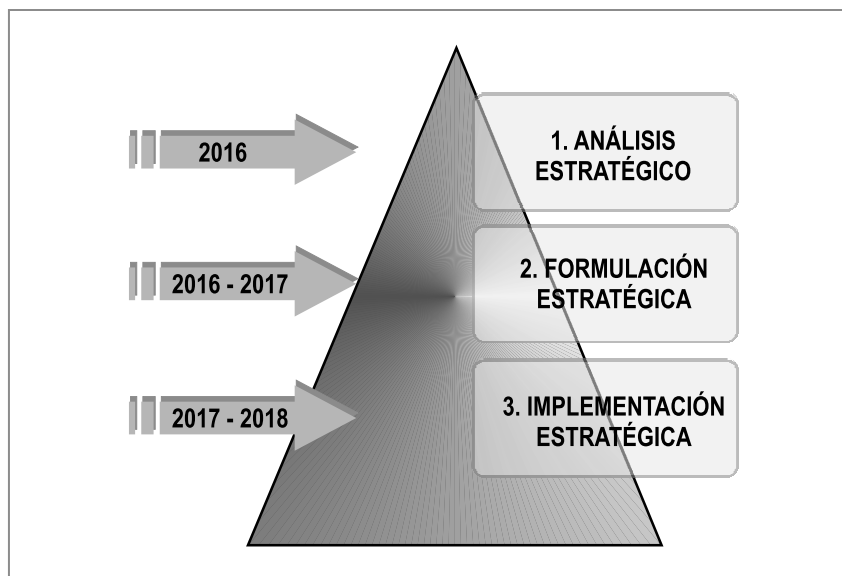 2016
1. ANÁLISIS
ESTRATÉGICO
2016 - 2017
2. FORMULACIÓN
ESTRATÉGICA
2017 - 2018
3. IMPLEMENTACIÓN
ESTRATÉGICA